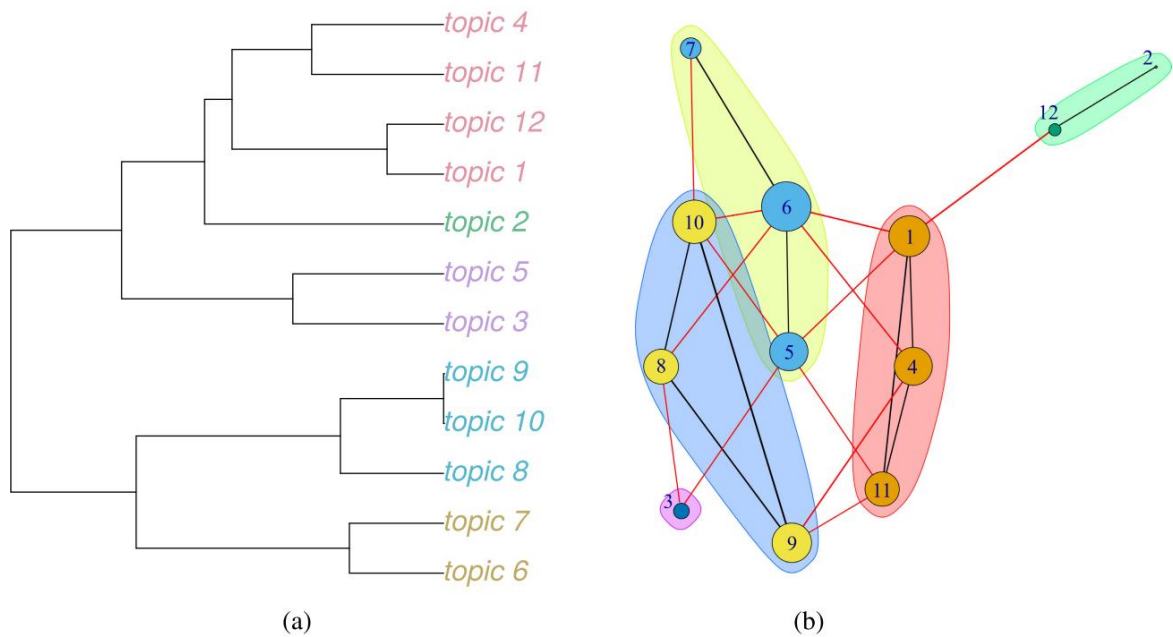 topic 4
topic 11
topic 12
topic 1
topic 2
topic 5
topic 3
topic 9
topic 10
topic 8
topic 7
topic 6
(a)
7
2
12
6
10
1
5
8
4
11
3
9
(b)